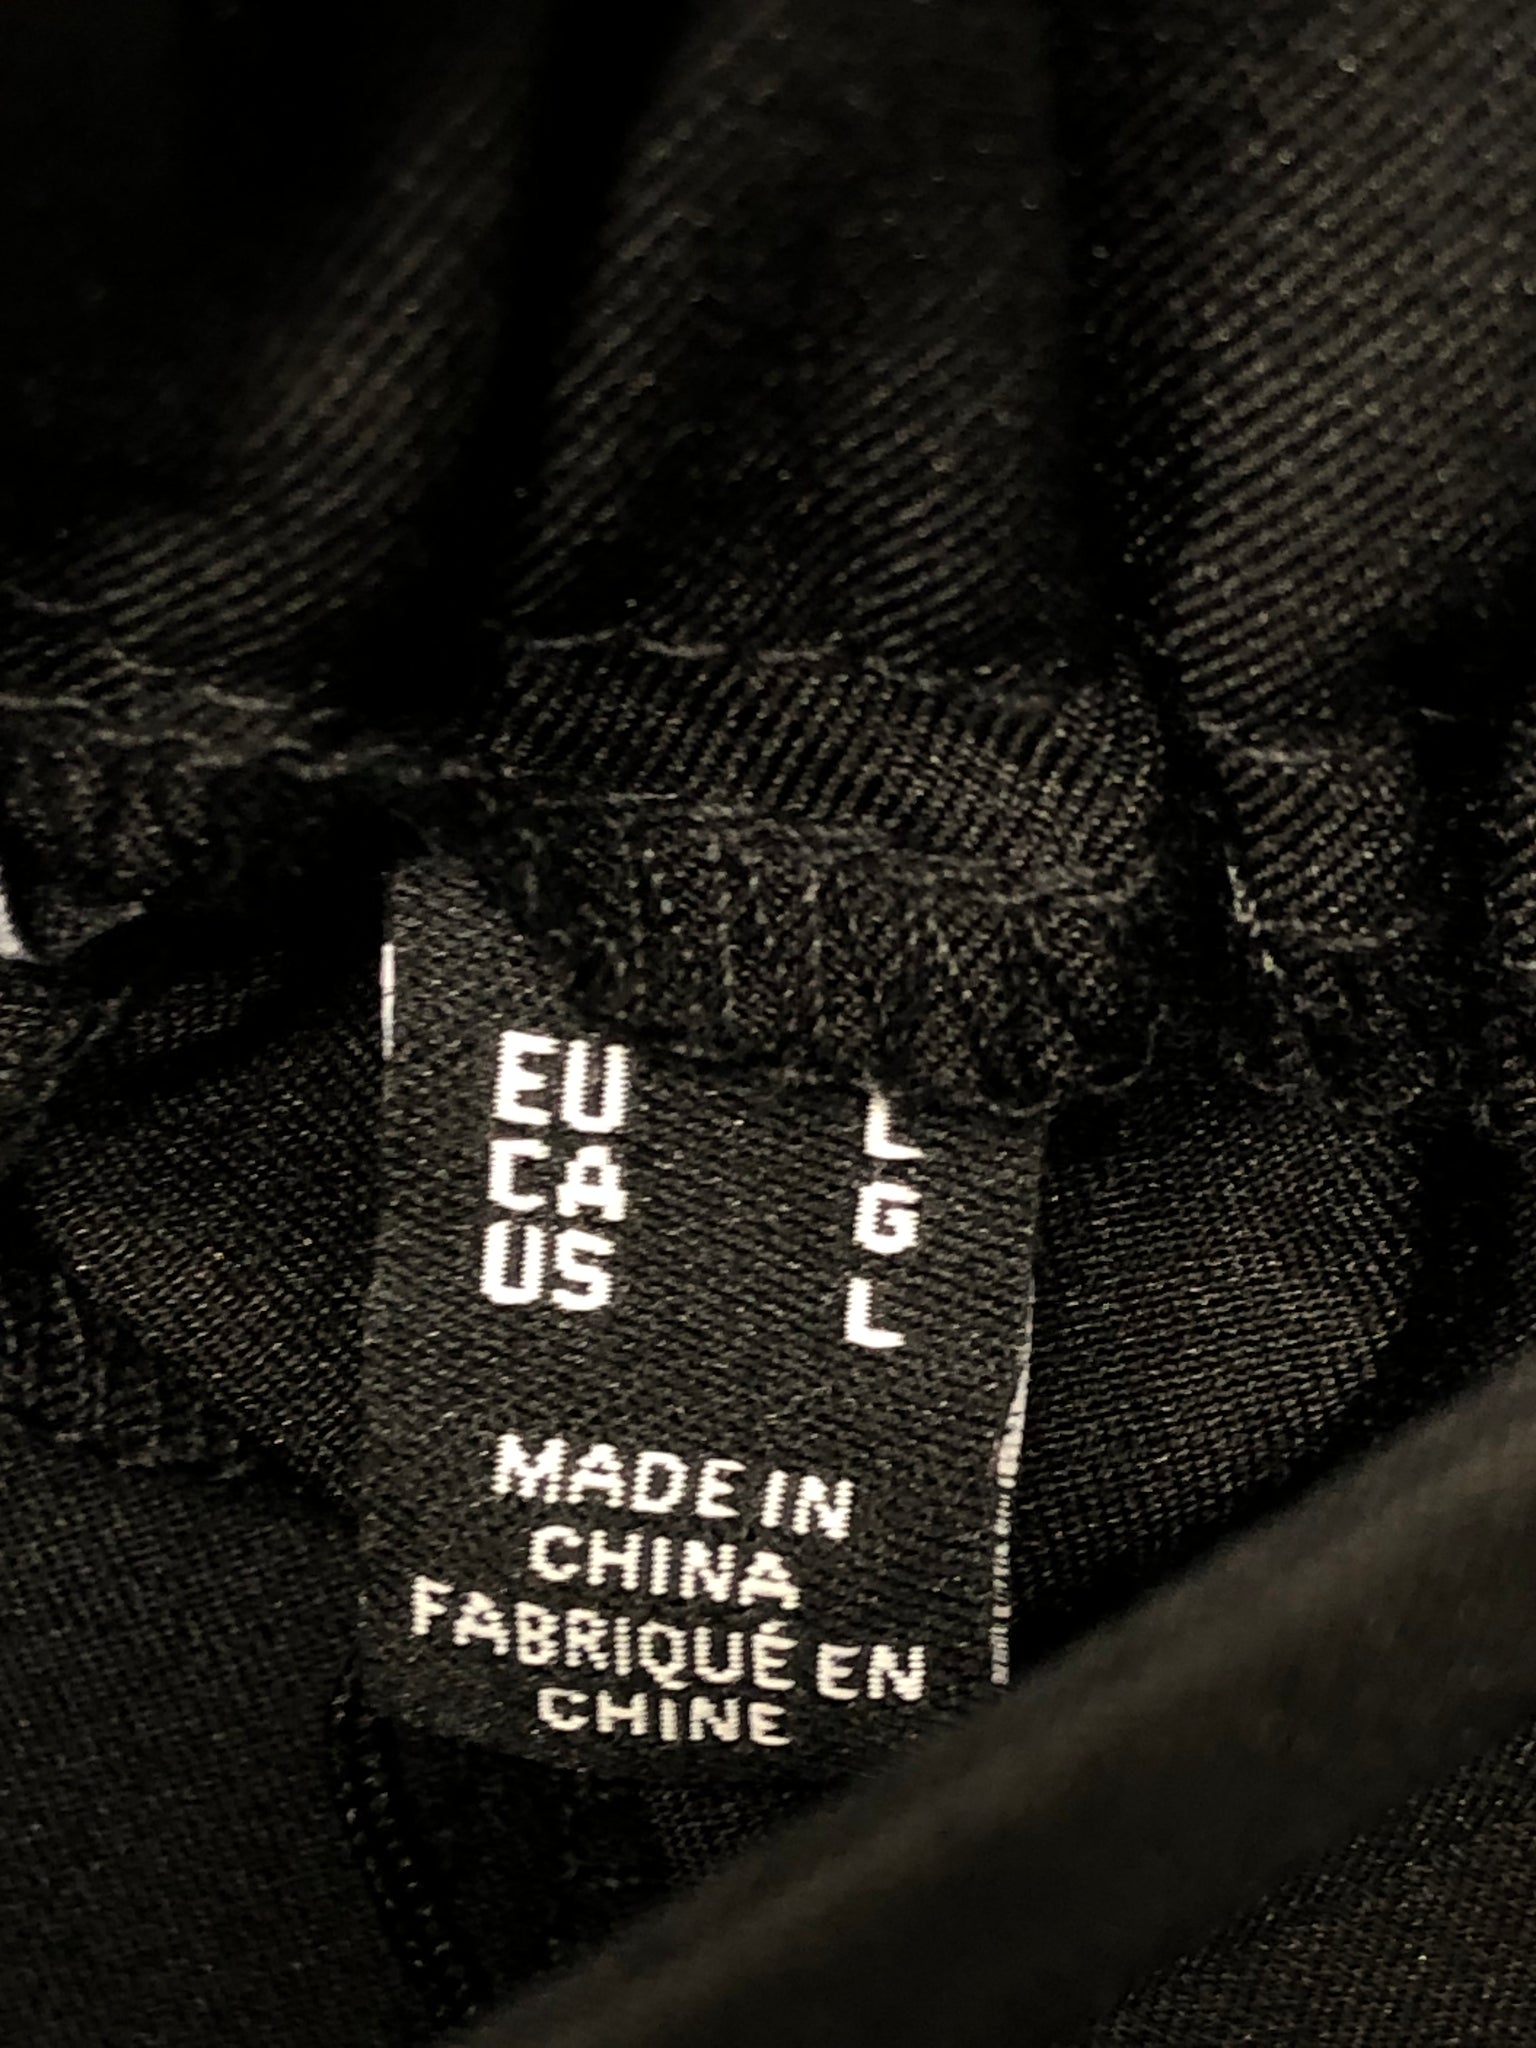 EU L
CA G
US L
MADE IN
CHINA
FABRIQUÉ EN
CHINE